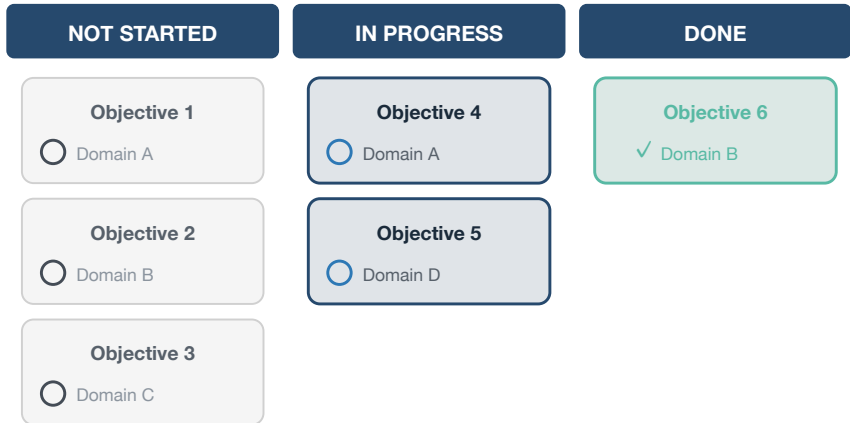 NOT STARTED
Objective 1
Domain A
Objective 2
Domain B
Objective 3
Domain C
IN PROGRESS
Objective 4
Domain A
Objective 5
Domain D
DONE
Objective 6
✓ Domain B